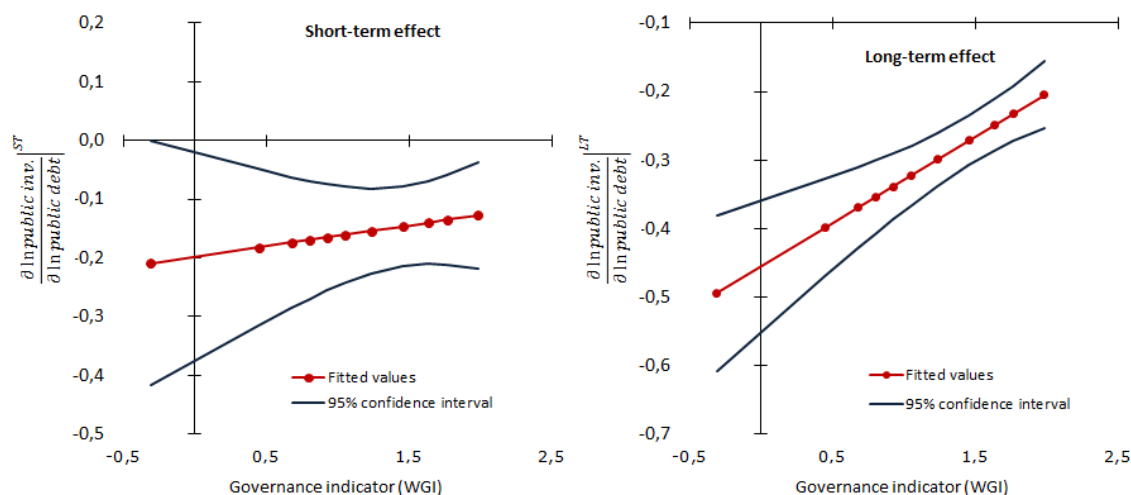 Short-term effect
0,2
0,1
0,0
-0,1
-0,2
-0,3
-0,4
-0,5
-0,5
0,5
1,5
2,5
∂ ln public inv.
∂ ln public debt
ST
Fitted values
95% confidence interval
Governance indicator (WGI)
Long-term effect
-0,1
-0,2
-0,3
-0,4
-0,5
-0,6
-0,7
-0,5
0,5
1,5
2,5
∂ ln public inv.
∂ ln public debt
LT
Fitted values
95% confidence interval
Governance indicator (WGI)